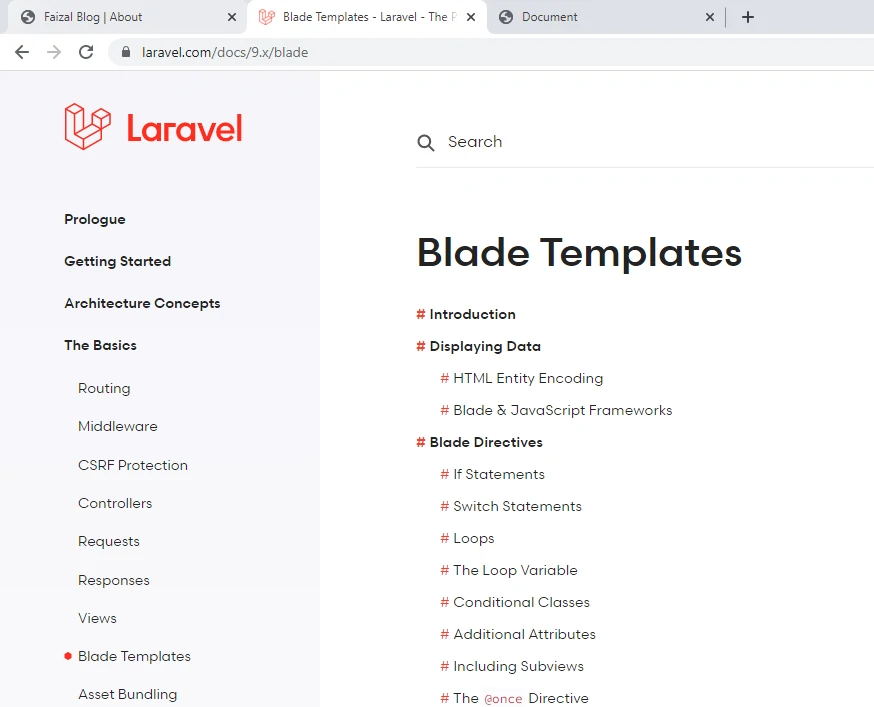 Faizal Blog | About
Blade Templates - Laravel - The P
Document
laravel.com/docs/9.x/blade
Laravel
Search
Prologue
Getting Started
Architecture Concepts
The Basics
Routing
Middleware
CSRF Protection
Controllers
Requests
Responses
Views
Blade Templates
Asset Bundling
Blade Templates
# Introduction
# Displaying Data
# HTML Entity Encoding
# Blade & JavaScript Frameworks
# Blade Directives
# If Statements
# Switch Statements
# Loops
# The Loop Variable
# Conditional Classes
# Additional Attributes
# Including Subviews
# The @once Directive